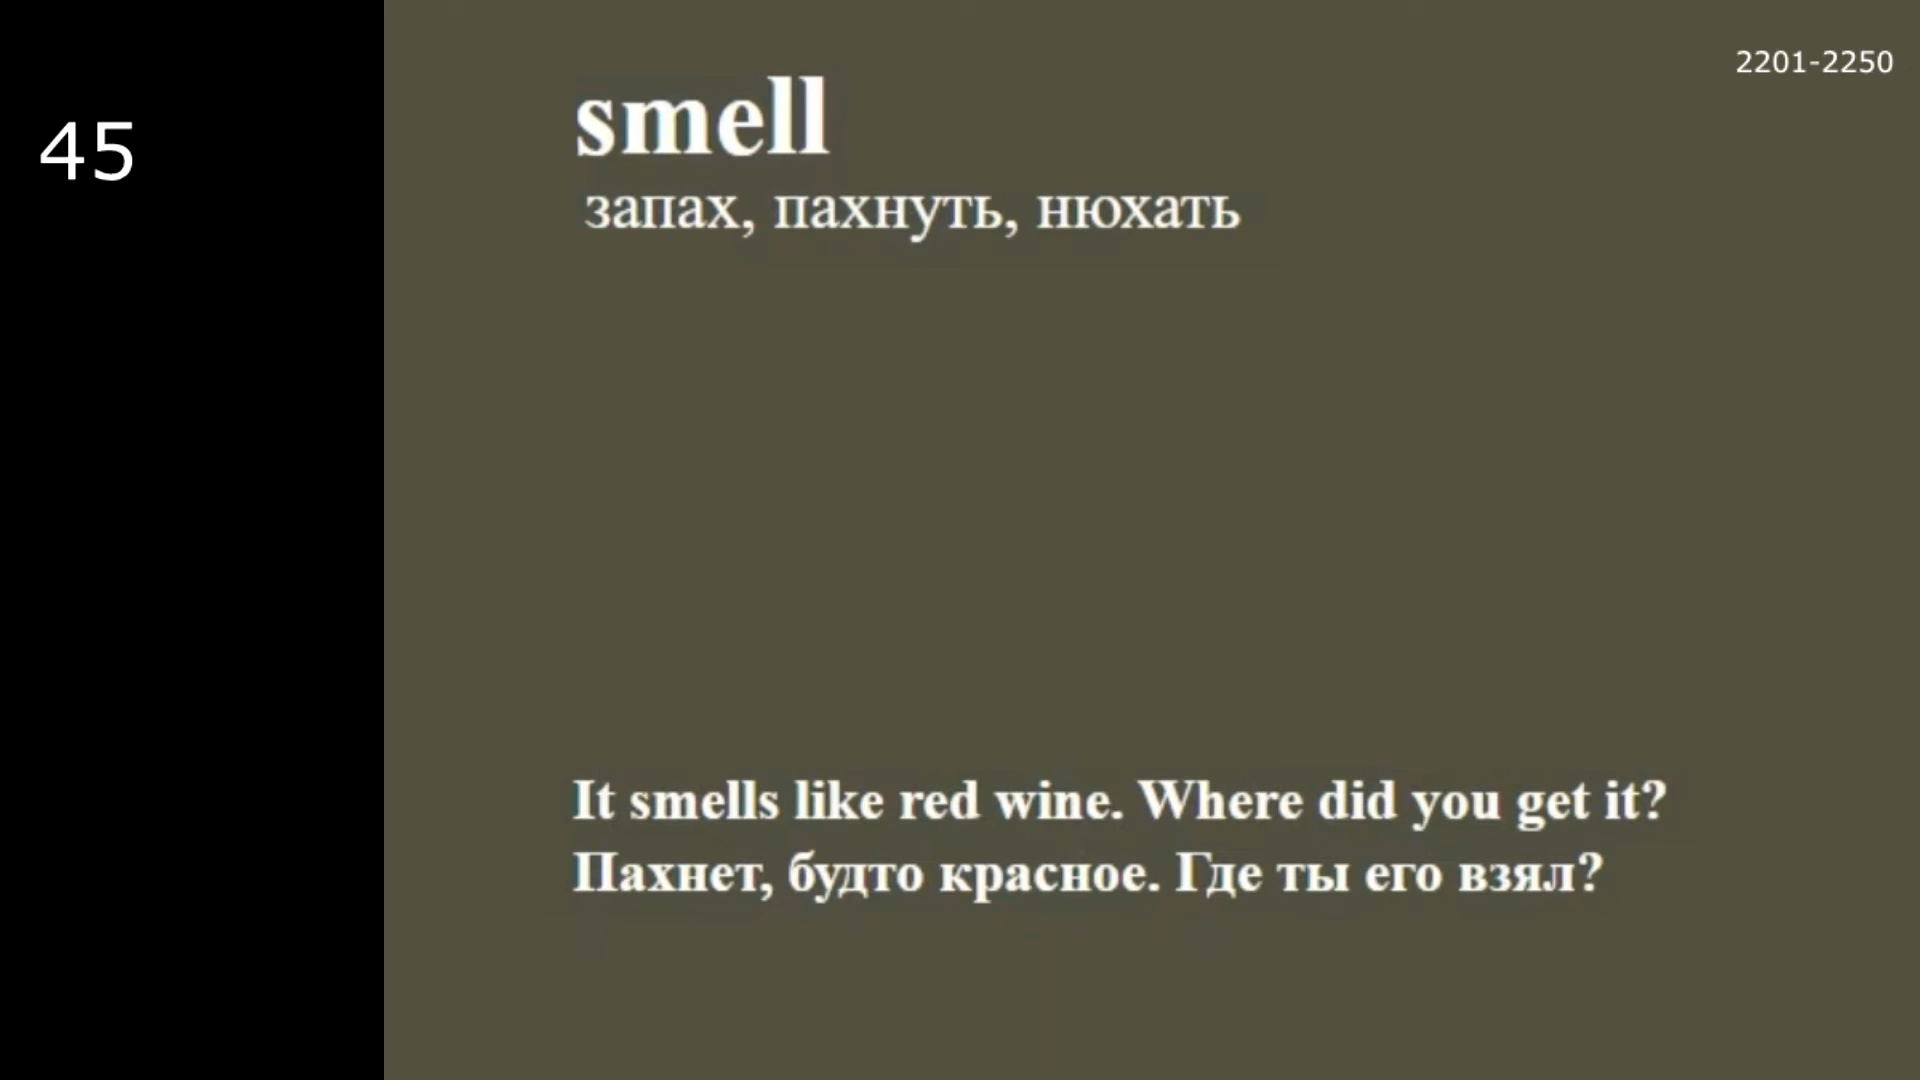 2201-2250
45
smell
запах, пахнуть, нюхать
It smells like red wine. Where did you get it?
Пахнет, будто красное. Где ты его взял?